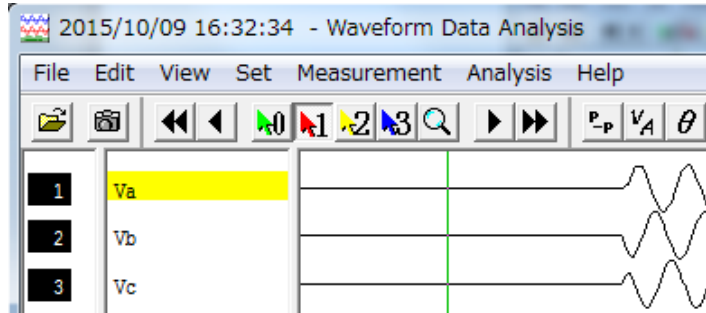 2015/10/09 16:32:34 - Waveform Data Analysis
File Edit View Set Measurement Analysis Help
0 1 2 3 P-P VA θ
1 Va
2 Vb
3 Vc